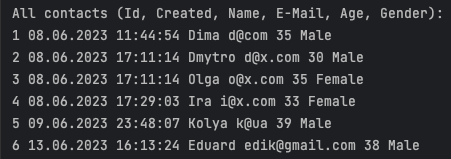 All contacts (Id, Created, Name, E-Mail, Age, Gender):
1 08.06.2023 11:44:54 Dima d@com 35 Male
2 08.06.2023 17:11:14 Dmytro d@x.com 30 Male
3 08.06.2023 17:11:14 Olga o@x.com 35 Female
4 08.06.2023 17:29:03 Ira i@x.com 33 Female
5 09.06.2023 23:48:07 Kolya k@ua 39 Male
6 13.06.2023 16:13:24 Eduard edik@gmail.com 38 Male